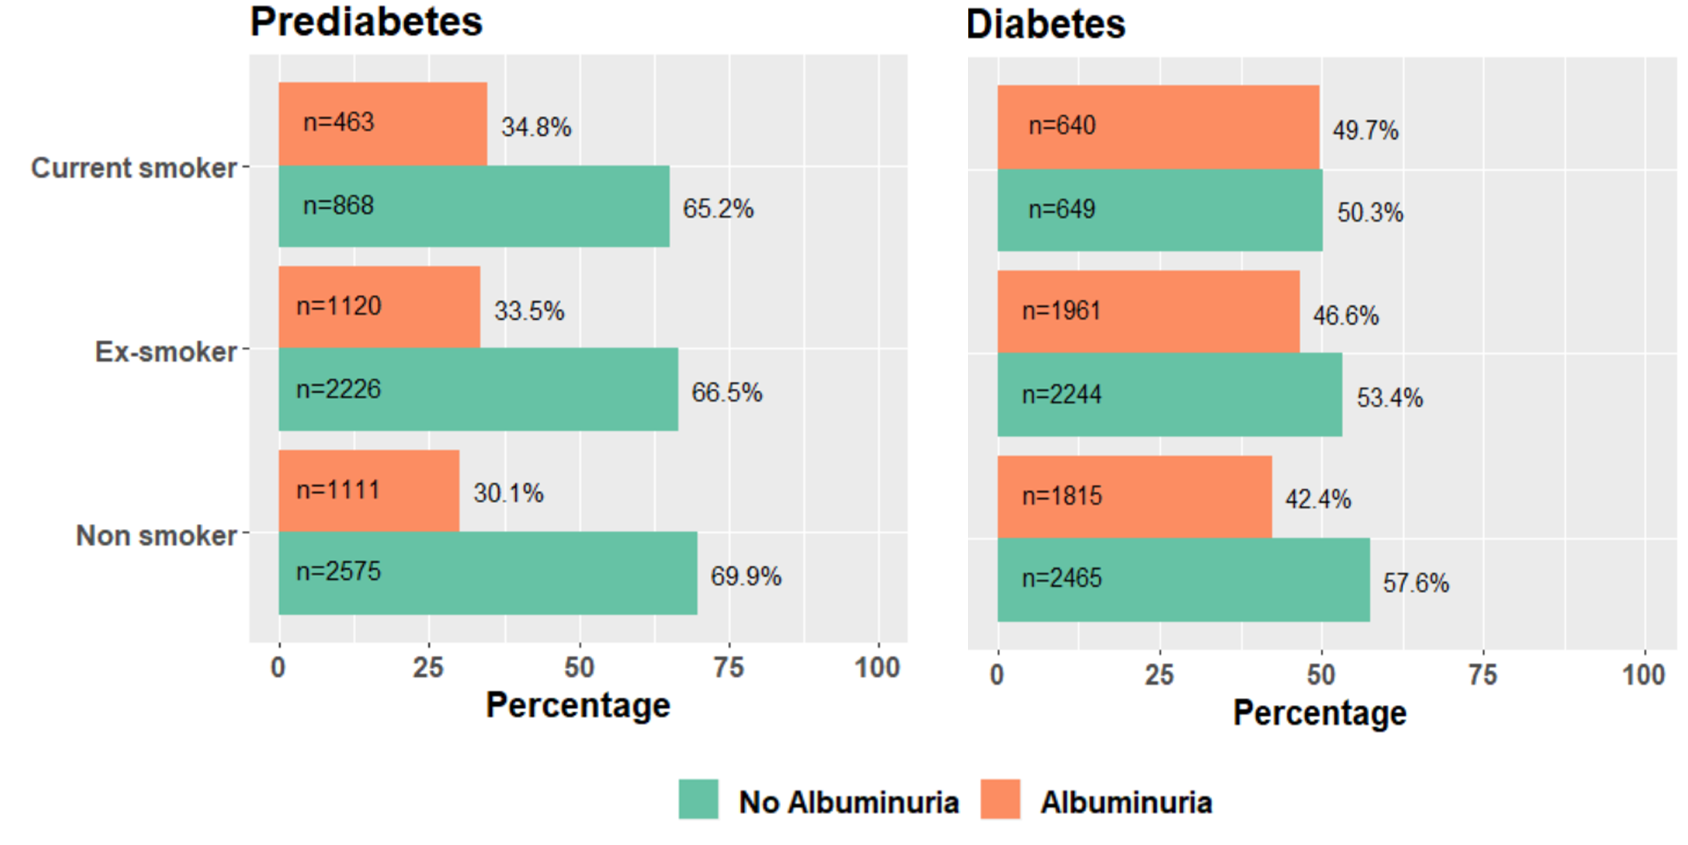 Prediabetes
Diabetes
Current smoker
n=463
34.8%
n=640
49.7%
n=868
65.2%
n=649
50.3%
Ex-smoker
n=1120
33.5%
n=1961
46.6%
n=2226
66.5%
n=2244
53.4%
Non smoker
n=1111
30.1%
n=1815
42.4%
n=2575
69.9%
n=2465
57.6%
0 25 50 75 100
0 25 50 75 100
Percentage
Percentage
No Albuminuria
Albuminuria